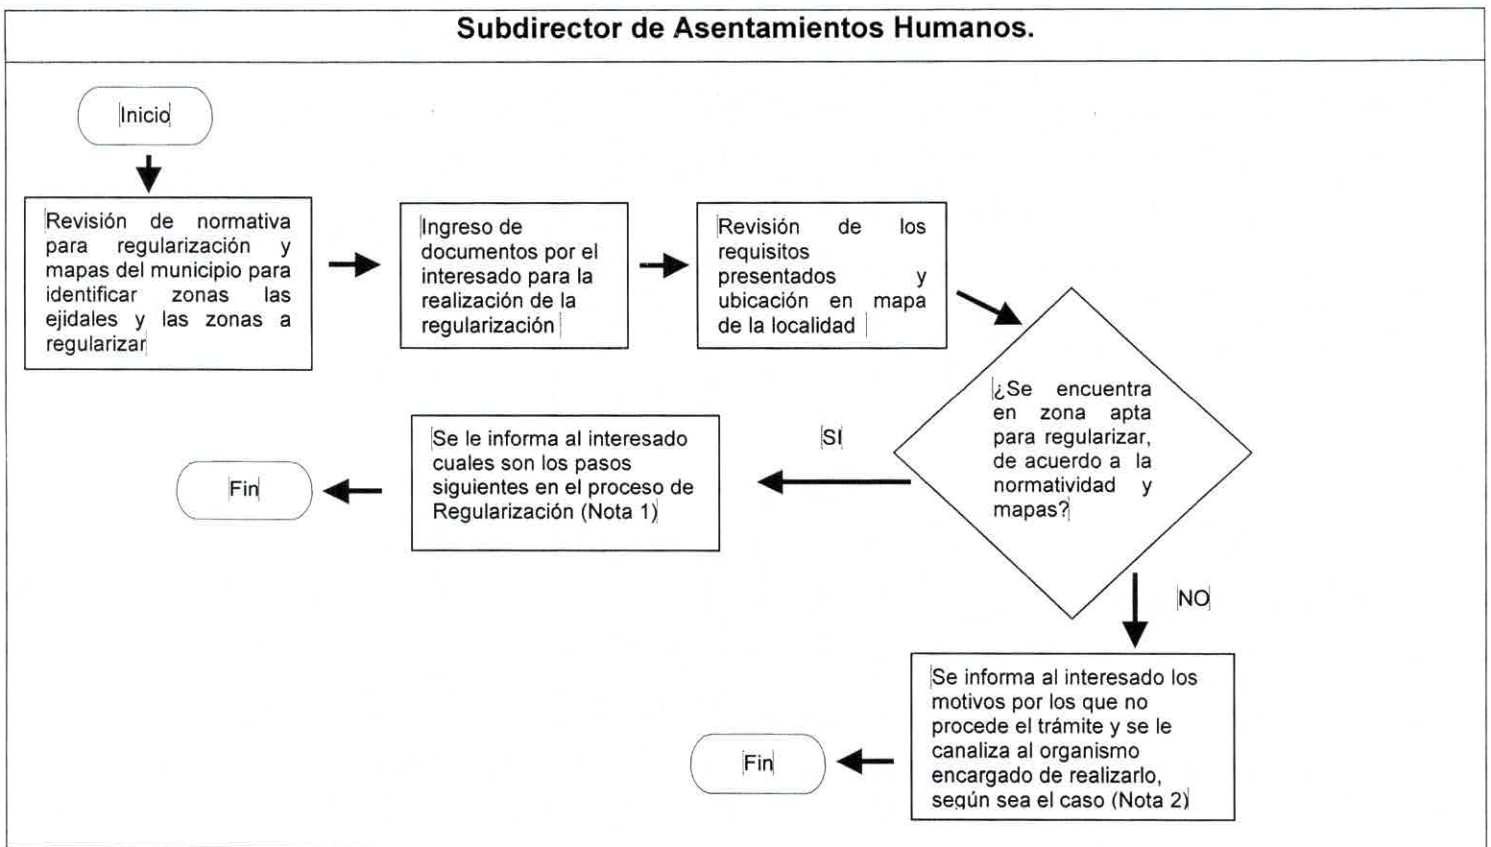 Subdirector de Asentamientos Humanos.
Inicio
Revisión de normativa
para regularización y
mapas del municipio para
identificar zonas las
ejidales y las zonas a
regularizar
Ingreso de
documentos por el
interesado para la
realización de la
regularización
Revisión de los
requisitos
presentados y
ubicación en mapa
de la localidad
¿Se encuentra
en zona apta
para regularizar,
de acuerdo a la
normatividad y
mapas?
SI
Se le informa al interesado
cuales son los pasos
siguientes en el proceso de
Regularización (Nota 1)
Fin
NO
Se informa al interesado los
motivos por los que no
procede el trámite y se le
canaliza al organismo
encargado de realizarlo,
según sea el caso (Nota 2)
Fin